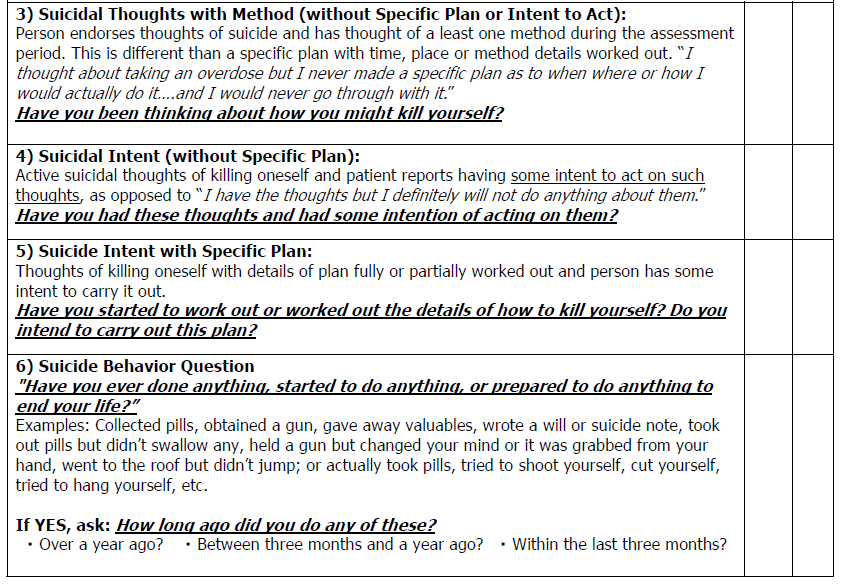 3) Suicidal Thoughts with Method (without Specific Plan or Intent to Act):
Person endorses thoughts of suicide and has thought of a least one method during the assessment
period. This is different than a specific plan with time, place or method details worked out. “I
thought about taking an overdose but I never made a specific plan as to when where or how I
would actually do it….and I would never go through with it.”
Have you been thinking about how you might kill yourself?
4) Suicidal Intent (without Specific Plan):
Active suicidal thoughts of killing oneself and patient reports having some intent to act on such
thoughts, as opposed to “I have the thoughts but I definitely will not do anything about them.”
Have you had these thoughts and had some intention of acting on them?
5) Suicide Intent with Specific Plan:
Thoughts of killing oneself with details of plan fully or partially worked out and person has some
intent to carry it out.
Have you started to work out or worked out the details of how to kill yourself? Do you
intend to carry out this plan?
6) Suicide Behavior Question
"Have you ever done anything, started to do anything, or prepared to do anything to
end your life?”
Examples: Collected pills, obtained a gun, gave away valuables, wrote a will or suicide note, took
out pills but didn’t swallow any, held a gun but changed your mind or it was grabbed from your
hand, went to the roof but didn’t jump; or actually took pills, tried to shoot yourself, cut yourself,
tried to hang yourself, etc.
If YES, ask: How long ago did you do any of these?
• Over a year ago? • Between three months and a year ago? • Within the last three months?